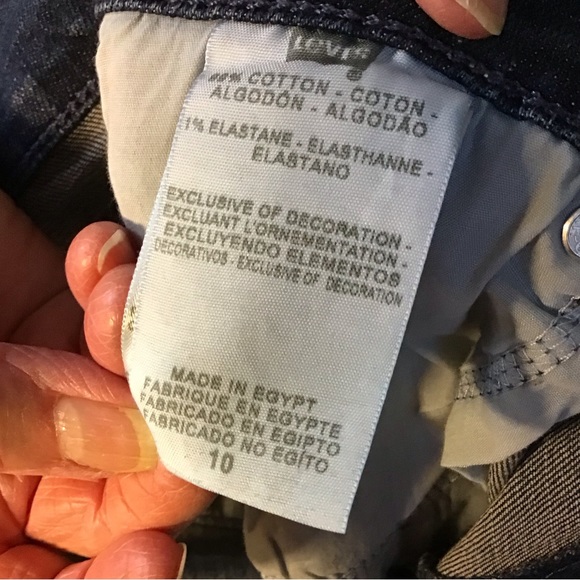 Levi's
®
% COTTON - COTON -
ALGODÓN - ALGODÃO
1% ELASTANE - ELASTHANNE -
ELASTANO
EXCLUSIVE OF DECORATION -
EXCLUANT L'ORNEMENTATION -
EXCLUYENDO ELEMENTOS
DECORATIVOS - EXCLUSIVE OF DECORATION
MADE IN EGYPT
FABRIQUE EN EGYPTE
FABRICADO EN EGIPTO
FABRICADO NO EGÍTO
10